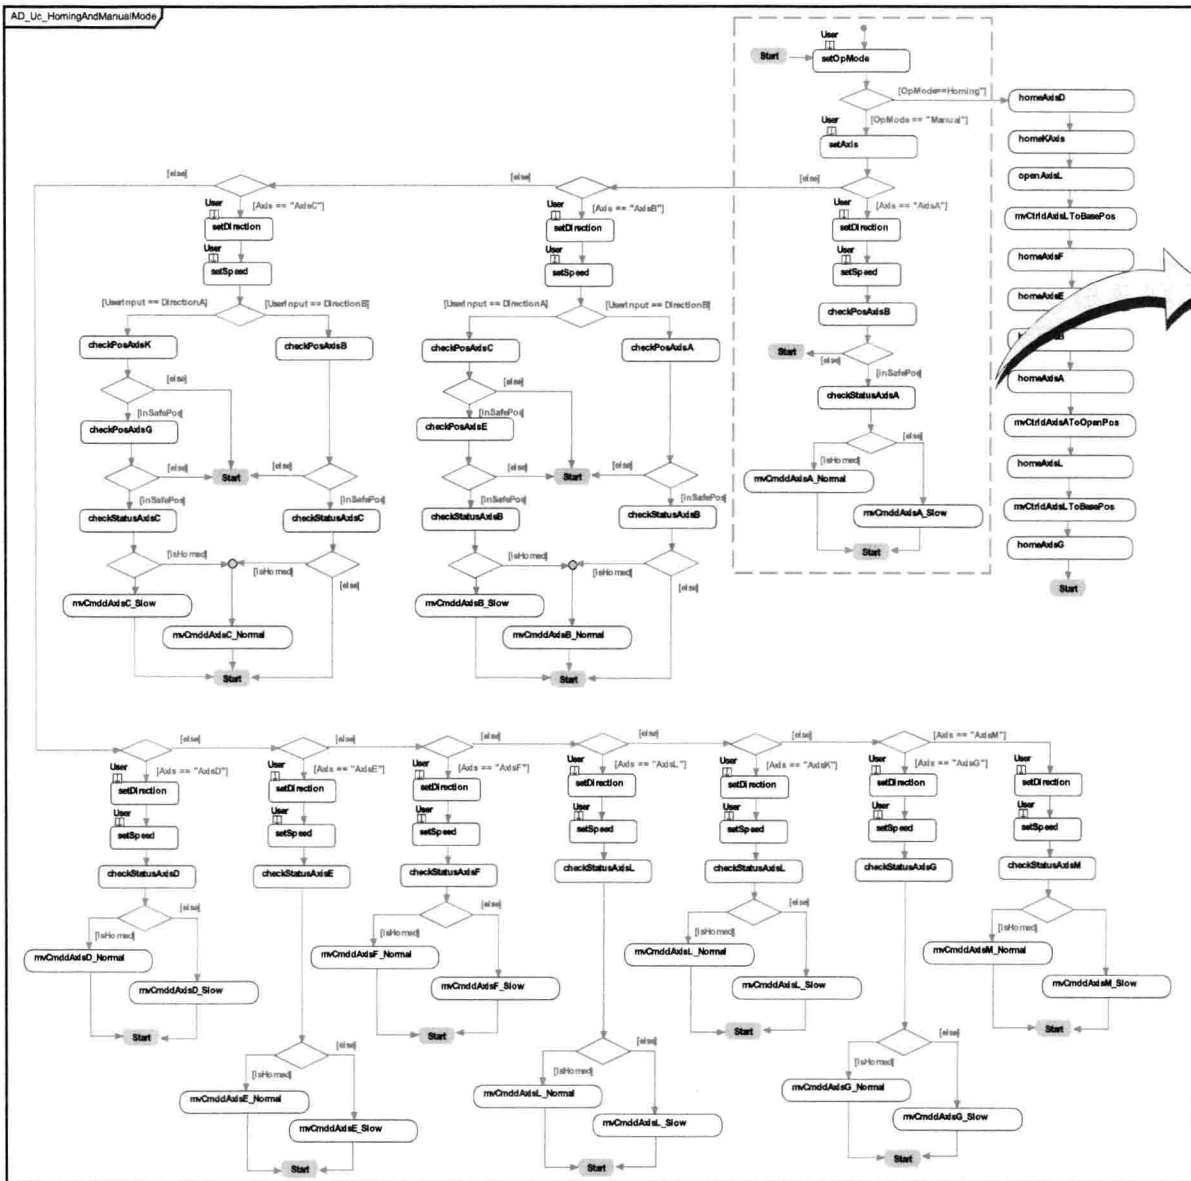 AD_Uc_HomingAndManualMode
User
Start
setOpMode
[OpMode==Homing"]
[OpMode == "Manual"]
User
setAxis
[else]
[Axis == "AxisA"]
User
setDirection
User
setSpeed
checkPosAxisB
Start
[else]
[inSafePos]
checkStatusAxisA
[else]
[IsHomed]
mvCmddAxisA_Normal
mvCmddAxisA_Slow
Start
homeAxisD
homeKAxis
openAxisL
mvCtrldAxisLToBasePos
homeAxisF
homeAxisE
homeAxisA
mvCtrldAxisAToOpenPos
homeAxisL
mvCtrldAxisLToBasePos
homeAxisG
Start
[else]
[Axis == "AxisB"]
User
setDirection
User
setSpeed
[UserInput == DirectionA]
[UserInput == DirectionB]
checkPosAxisC
checkPosAxisA
[else]
[inSafePos]
checkPosAxisE
[else]
Start
[else]
[inSafePos]
[inSafePos]
checkStatusAxisB
checkStatusAxisB
[IsHomed]
[IsHomed]
[else]
mvCmddAxisB_Slow
mvCmddAxisB_Normal
Start
[else]
[Axis == "AxisC"]
User
setDirection
User
setSpeed
[UserInput == DirectionA]
[UserInput == DirectionB]
checkPosAxisK
checkPosAxisB
[else]
[inSafePos]
checkPosAxisG
[else]
Start
[else]
[inSafePos]
[inSafePos]
checkStatusAxisC
checkStatusAxisC
[IsHomed]
[IsHomed]
[else]
mvCmddAxisC_Slow
mvCmddAxisC_Normal
Start
[else]
[Axis == "AxisD"]
User
setDirection
User
setSpeed
checkStatusAxisD
[else]
[IsHomed]
mvCmddAxisD_Normal
mvCmddAxisD_Slow
Start
[else]
[Axis == "AxisE"]
User
setDirection
User
setSpeed
checkStatusAxisE
[else]
[IsHomed]
mvCmddAxisE_Normal
mvCmddAxisE_Slow
Start
[else]
[Axis == "AxisF"]
User
setDirection
User
setSpeed
checkStatusAxisF
[else]
[IsHomed]
mvCmddAxisF_Normal
mvCmddAxisF_Slow
Start
[else]
[Axis == "AxisL"]
User
setDirection
User
setSpeed
checkStatusAxisL
[else]
[IsHomed]
mvCmddAxisL_Normal
mvCmddAxisL_Slow
Start
[else]
[Axis == "AxisK"]
User
setDirection
User
setSpeed
checkStatusAxisL
[else]
[IsHomed]
mvCmddAxisL_Normal
mvCmddAxisL_Slow
Start
[Axis == "AxisM"]
[Axis == "AxisG"]
User
setDirection
User
setSpeed
checkStatusAxisG
[else]
[IsHomed]
mvCmddAxisG_Normal
mvCmddAxisG_Slow
Start
User
setDirection
User
setSpeed
checkStatusAxisM
[else]
[IsHomed]
mvCmddAxisM_Normal
mvCmddAxisM_Slow
Start